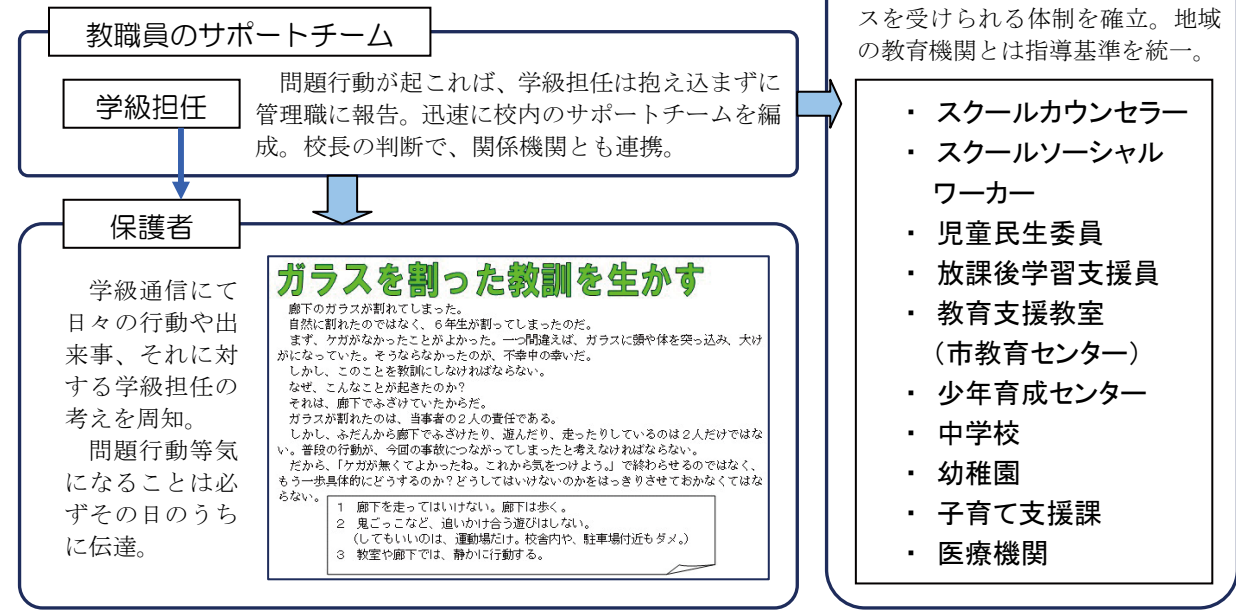 教職員のサポートチーム
学級担任
問題行動が起これば、学級担任は抱え込まずに
管理職に報告。迅速に校内のサポートチームを編
成。校長の判断で、関係機関とも連携。
保護者
学級通信にて
日々の行動や出
来事、それに対
する学級担任の
考えを周知。
問題行動等気
になることは必
ずその日のうち
に伝達。
ガラスを割った教訓を生かす
廊下のガラスが割れてしまった。
自然に割れたのではなく、6年生が割ってしまったのだ。
まず、ケガがなかったことがよかった。一つ間違えば、ガラスに顔や体を突っ込み、大け
がになっていた。そうならなかったのが、不幸中の幸いだ。
しかし、このことを教訓にしなければならない。
なぜ、こんなことが起きたのか?
それは、廊下でふざけていたからだ。
ガラスが割れたのは、当事者の2人の責任である。
しかし、ふだんから廊下でふざけたり、遊んだり、走ったりしているのは2人だけではな
い。普段の行動が、今回の事故につながってしまったと考えなければならない。
だから、「ケガが無くてよかったね。これから気をつけよう。」で終わらせるのではなく、
もう一歩具体的にどうするのか?どうしてはいけないのかをはっきりさせておかなくてはな
らない。
1 廊下を走ってはいけない。廊下は歩く。
2 鬼ごっこなど、追いかけ合う遊びはしない。
(してもいいのは、運動場だけ。校舎内や、駐車場付近もダメ。)
3 教室や廊下では、静かに行動する。
スを受けられる体制を確立。地域
の教育機関とは指導基準を統一。
・ スクールカウンセラー
・ スクールソーシャル
ワーカー
・ 児童民生委員
・ 放課後学習支援員
・ 教育支援教室
(市教育センター)
・ 少年育成センター
・ 中学校
・ 幼稚園
・ 子育て支援課
・ 医療機関